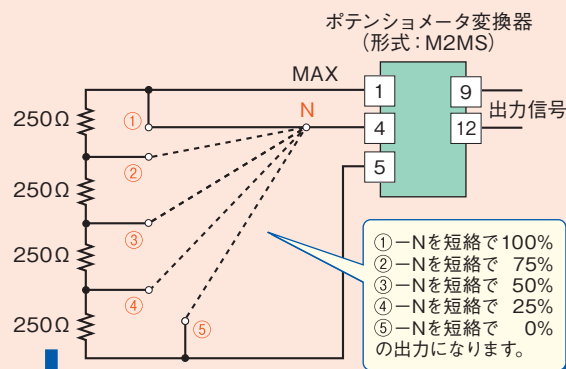 ポテンショメータ変換器
(形式：M2MS)
MAX
1
9
250Ω
①
N
4
12
出力信号
②
5
250Ω
③
250Ω
④
250Ω
⑤
①−Nを短絡で100%
②−Nを短絡で 75%
③−Nを短絡で 50%
④−Nを短絡で 25%
⑤−Nを短絡で 0%
の出力になります。